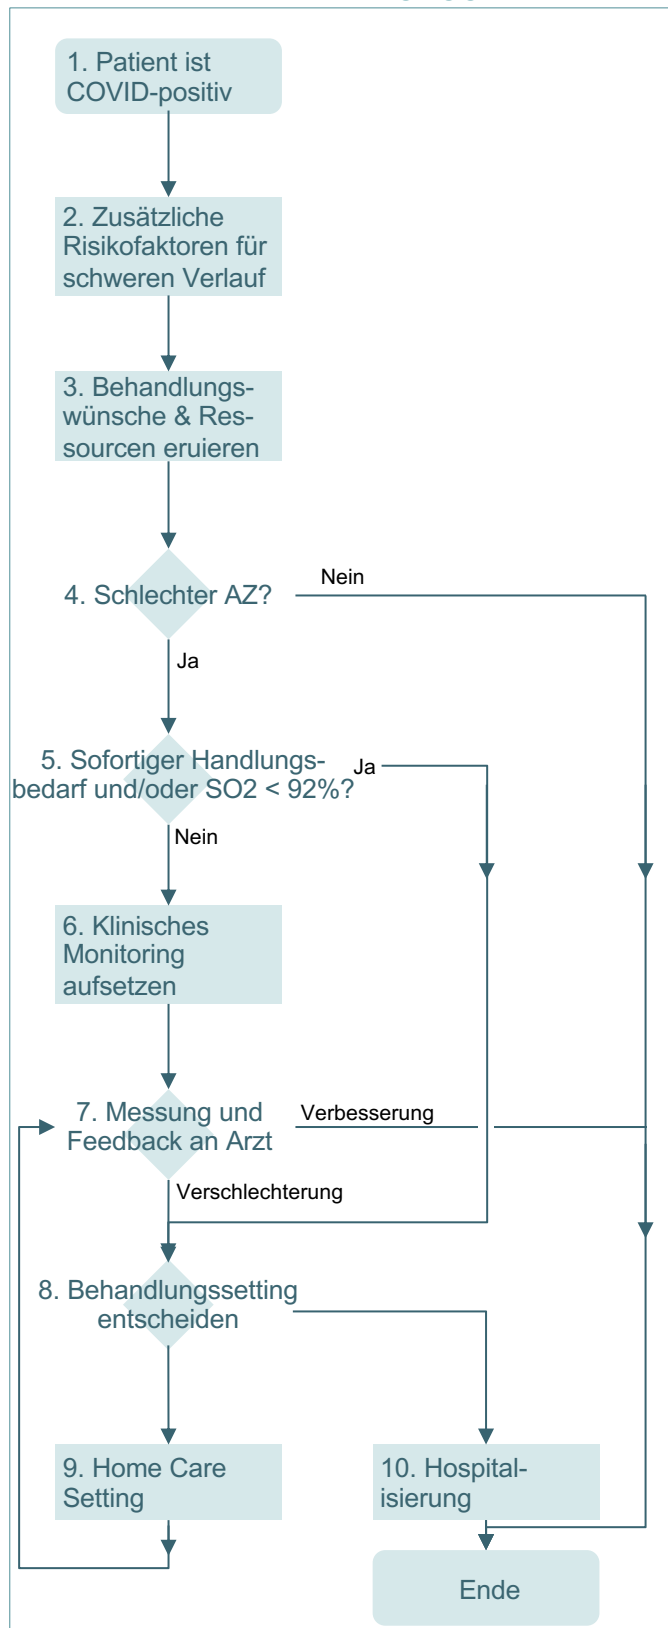 1. Patient ist
COVID-positiv
2. Zusätzliche
Risikofaktoren für
schweren Verlauf
3. Behandlungs-
wünsche & Res-
sourcen eruieren
4. Schlechter AZ?
Nein
Ja
5. Sofortiger Handlungs-
bedarf und/oder SO2 < 92%?
Ja
Nein
6. Klinisches
Monitoring
aufsetzen
7. Messung und
Feedback an Arzt
Verbesserung
Verschlechterung
8. Behandlungssetting
entscheiden
9. Home Care
Setting
10. Hospital-
isierung
Ende